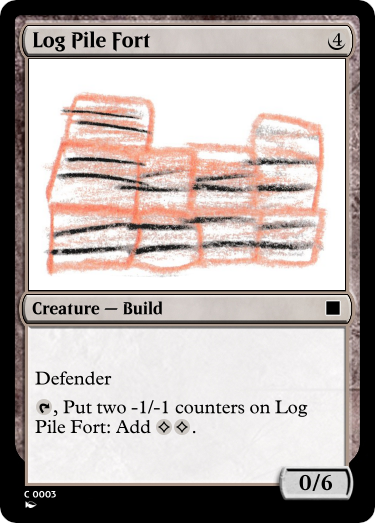 Log Pile Fort 4
Creature — Build
Defender
, Put two -1/-1 counters on Log
Pile Fort: Add .
0/6
C 0003